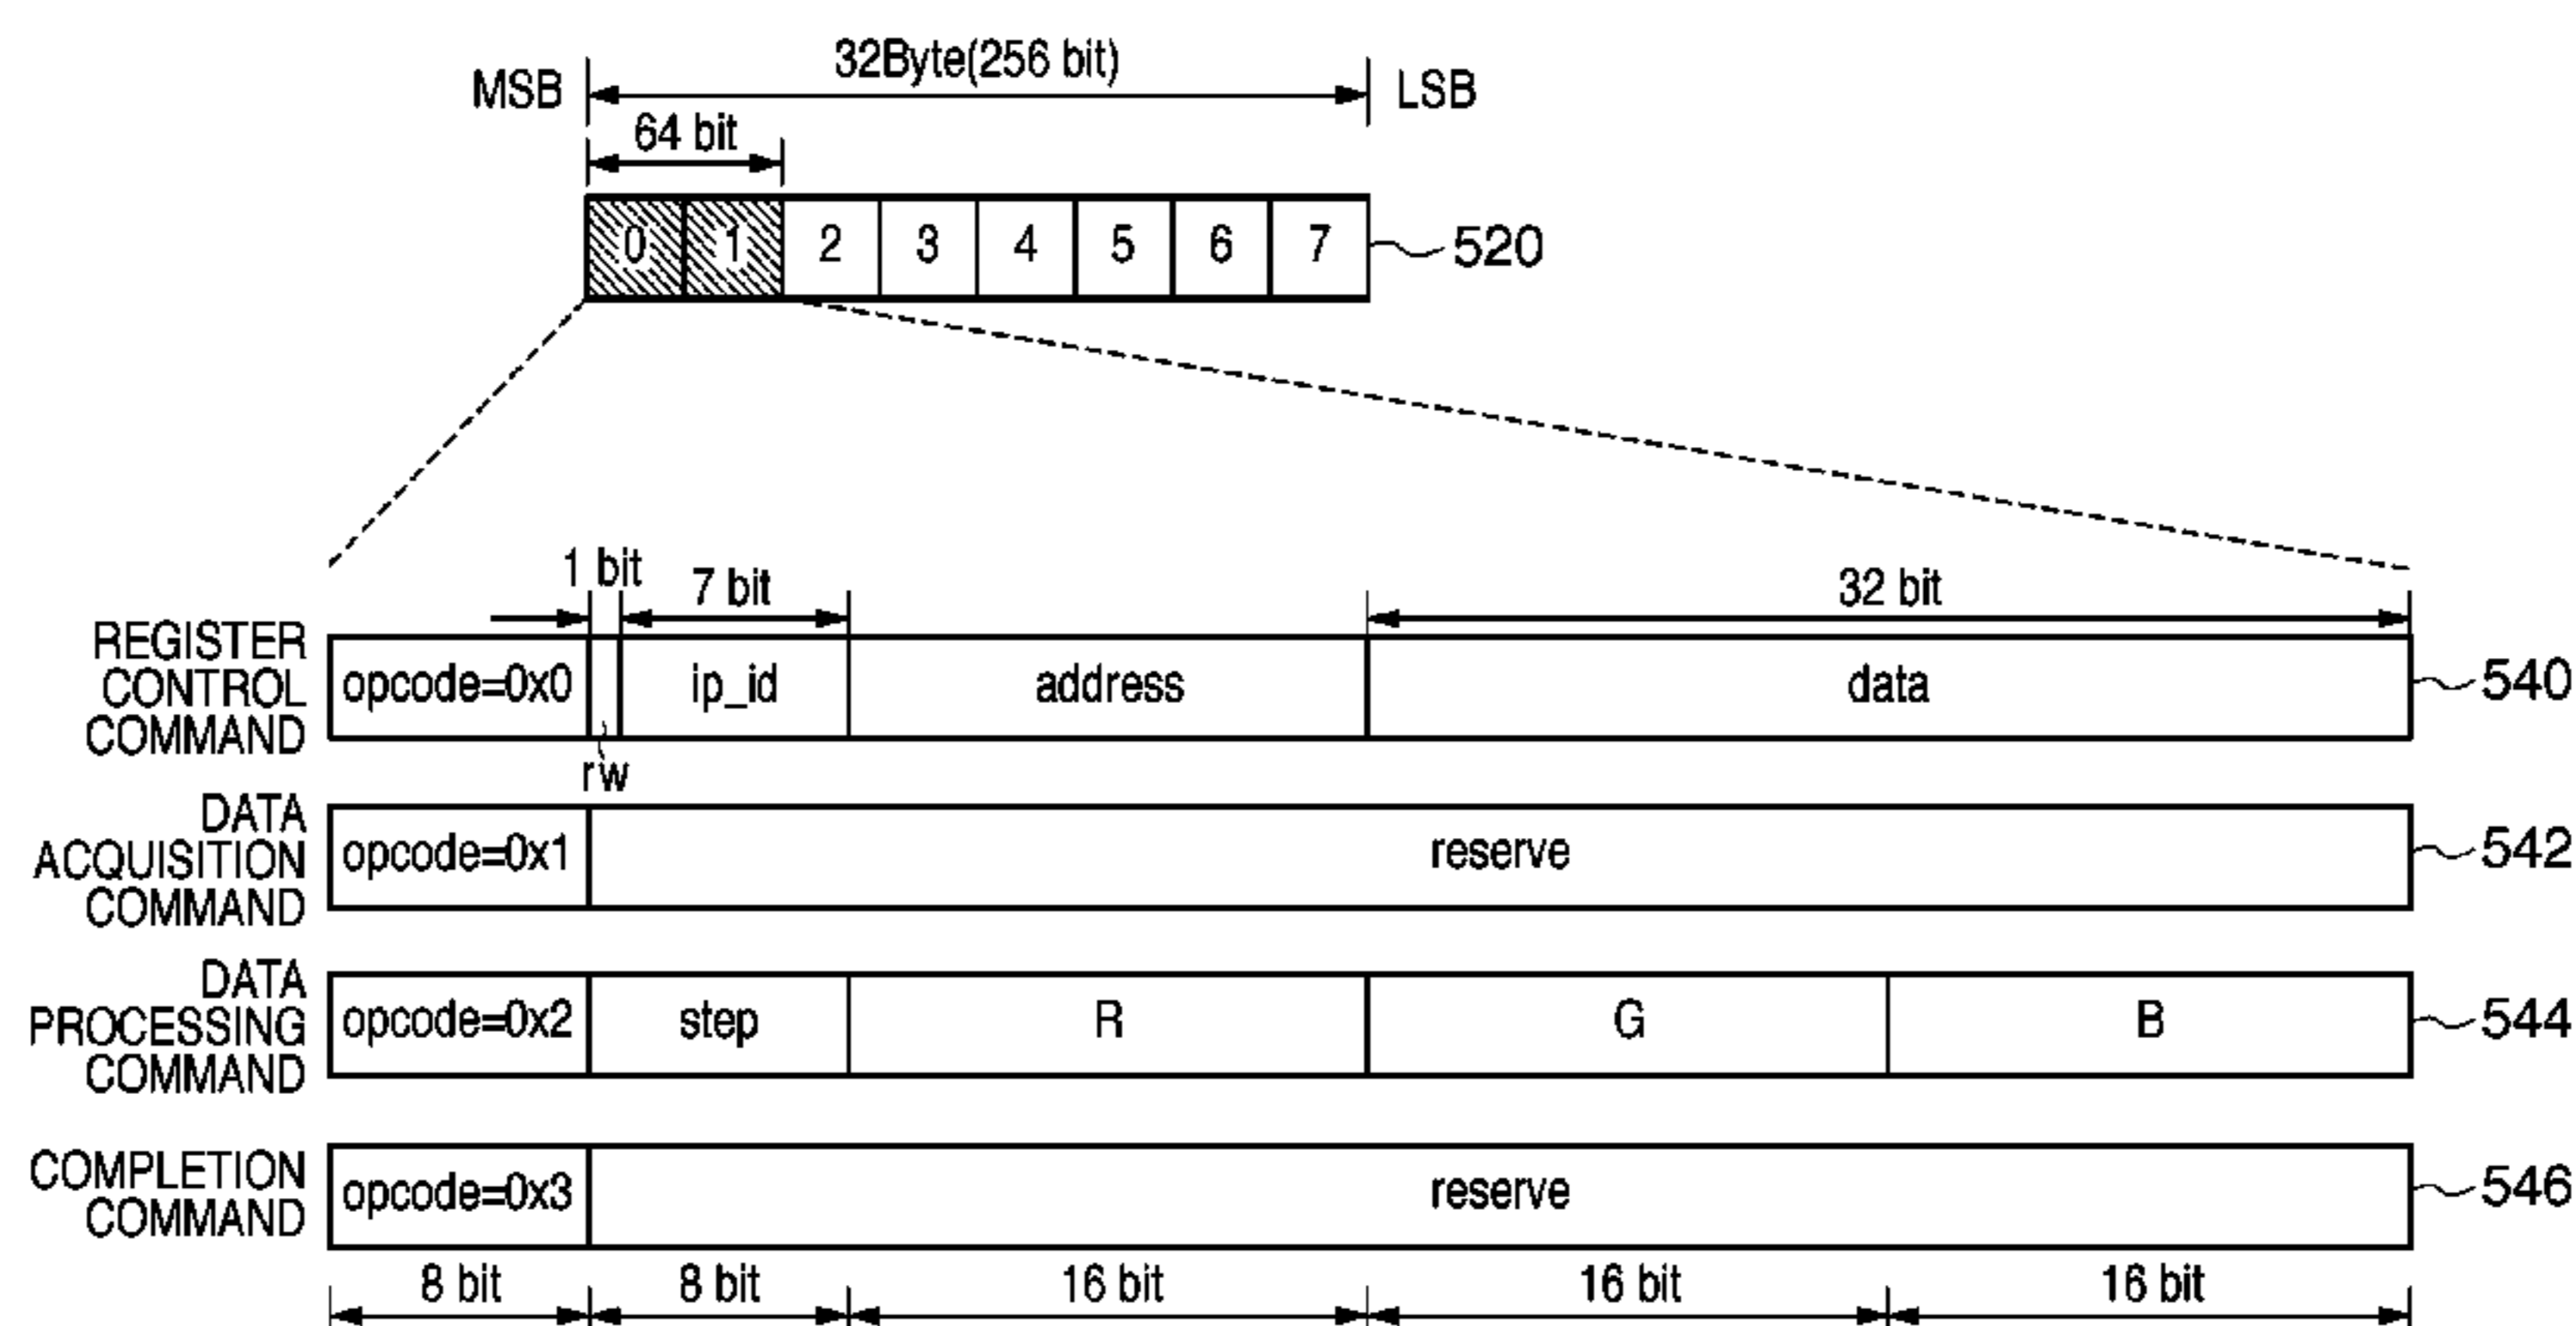 32Byte(256 bit)
MSB
LSB
64 bit
0 1 2 3 4 5 6 7
520
1 bit
7 bit
32 bit
REGISTER
CONTROL
COMMAND
opcode=0x0
ip_id
address
data
540
rw
DATA
ACQUISITION
COMMAND
opcode=0x1
reserve
542
DATA
PROCESSING
COMMAND
opcode=0x2
step
R
G
B
544
COMPLETION
COMMAND
opcode=0x3
reserve
546
8 bit
8 bit
16 bit
16 bit
16 bit